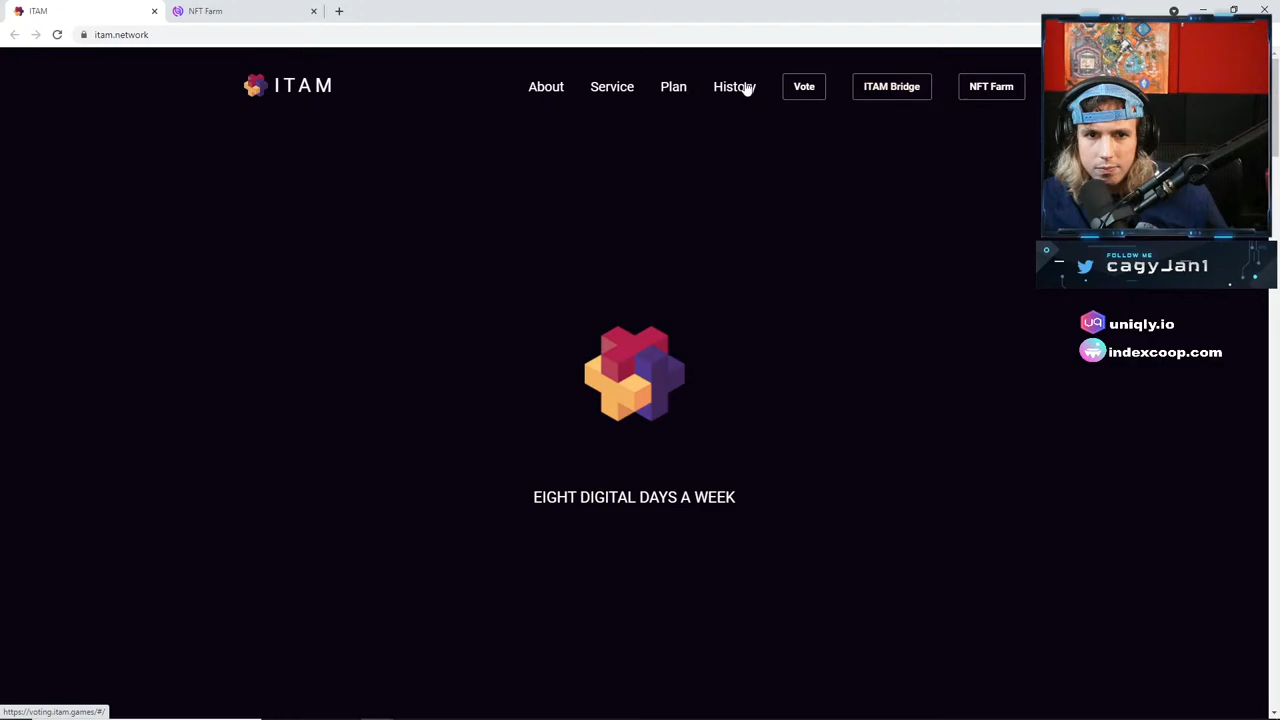 ITAM
NFT Farm
itam.network
ITAM
About
Service
Plan
History
Vote
ITAM Bridge
NFT Farm
EIGHT DIGITAL DAYS A WEEK
FOLLOW ME
cagyJan1
uq uniqly.io
indexcoop.com
https://voting.itam.games/#/